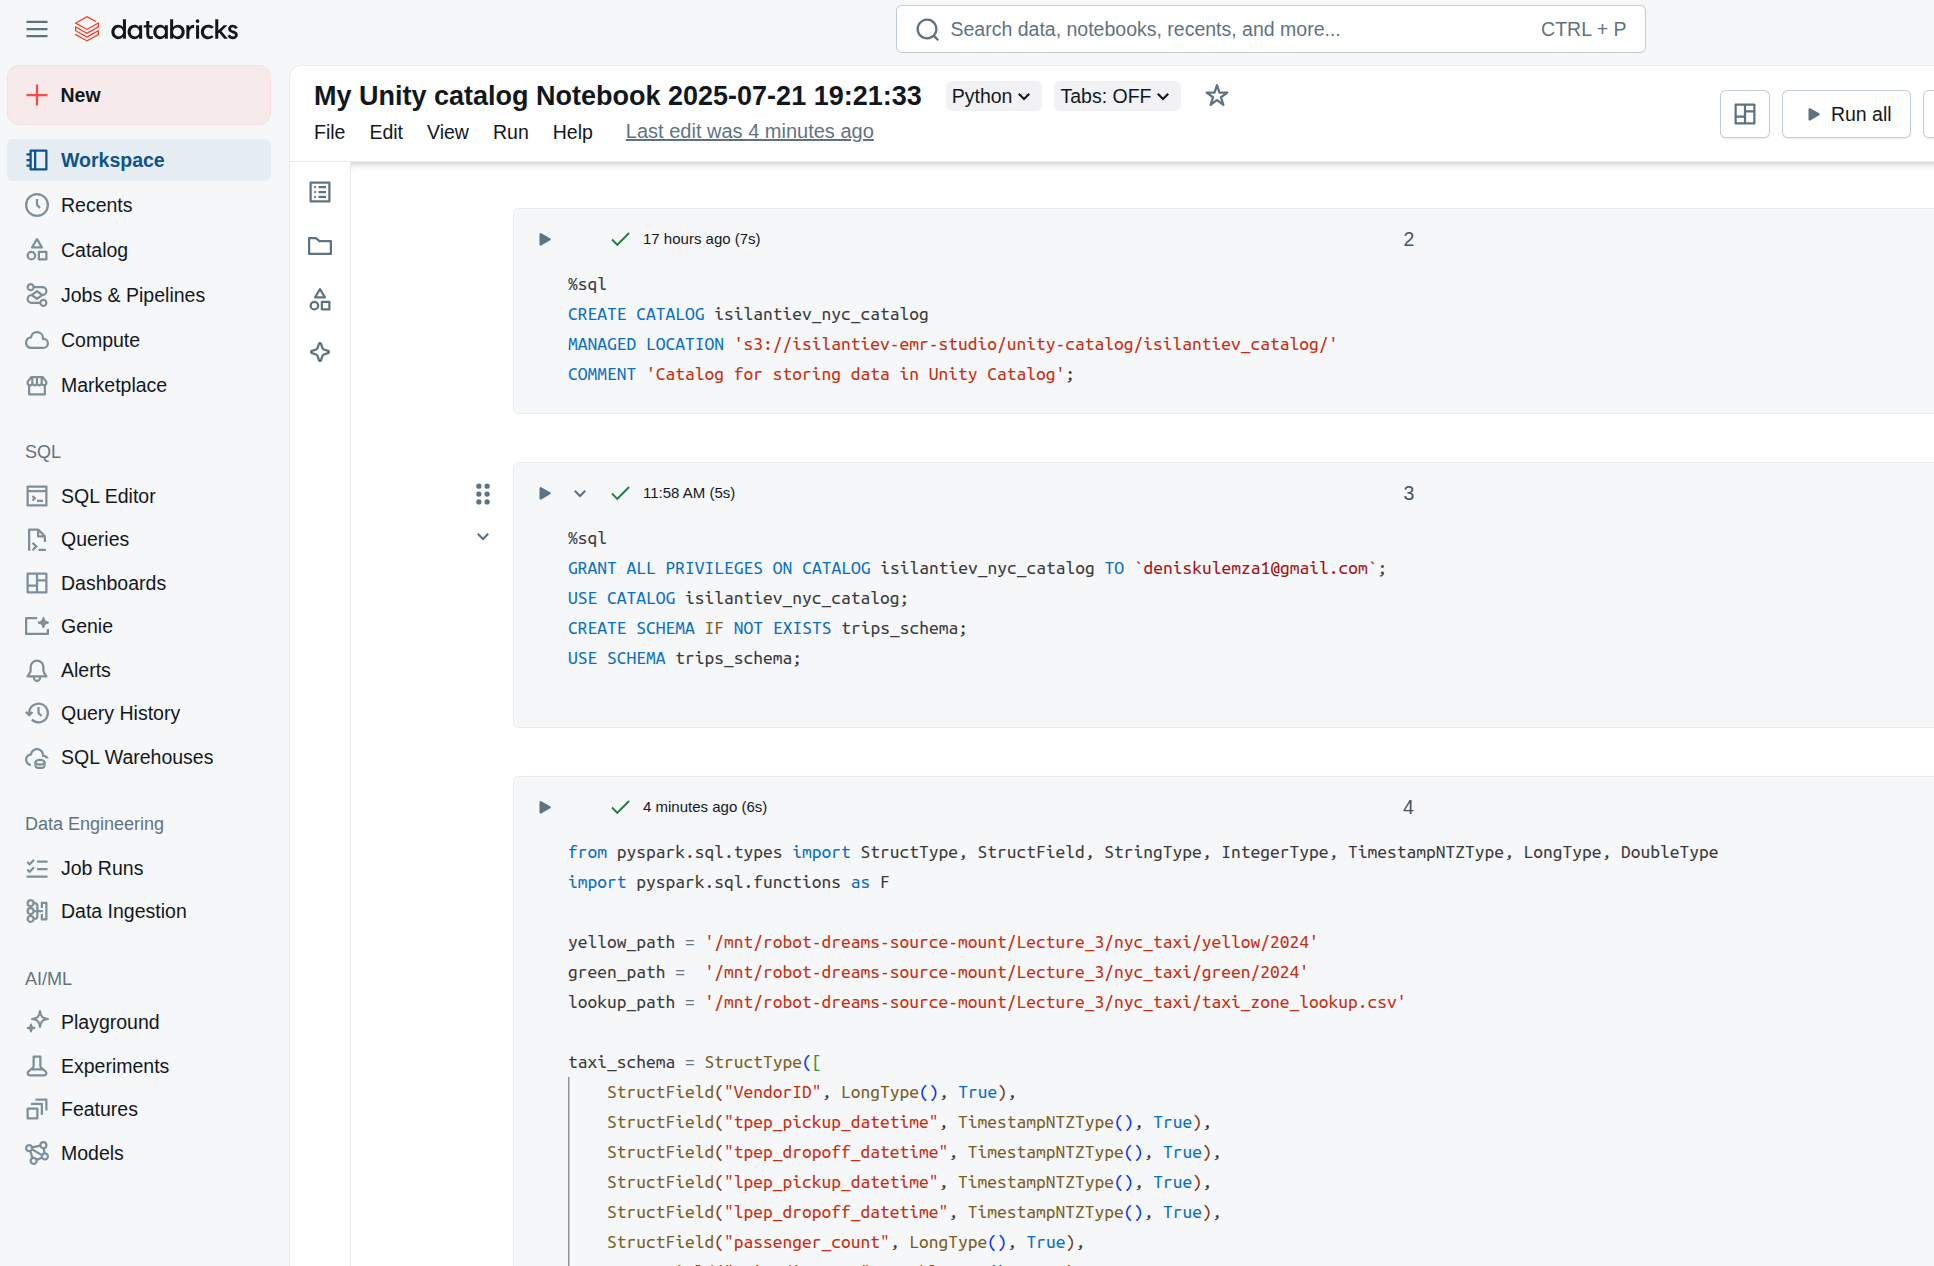 databricks
Search data, notebooks, recents, and more...
CTRL + P
New
Workspace
Recents
Catalog
Jobs & Pipelines
Compute
Marketplace
SQL
SQL Editor
Queries
Dashboards
Genie
Alerts
Query History
SQL Warehouses
Data Engineering
Job Runs
Data Ingestion
AI/ML
Playground
Experiments
Features
Models
My Unity catalog Notebook 2025-07-21 19:21:33
Python
Tabs: OFF
File Edit View Run Help Last edit was 4 minutes ago
Run all
17 hours ago (7s)
2
%sql
CREATE CATALOG isilantiev_nyc_catalog
MANAGED LOCATION 's3://isilantiev-emr-studio/unity-catalog/isilantiev_catalog/'
COMMENT 'Catalog for storing data in Unity Catalog';
11:58 AM (5s)
3
%sql
GRANT ALL PRIVILEGES ON CATALOG isilantiev_nyc_catalog TO `deniskulemza1@gmail.com`;
USE CATALOG isilantiev_nyc_catalog;
CREATE SCHEMA IF NOT EXISTS trips_schema;
USE SCHEMA trips_schema;
4 minutes ago (6s)
4
from pyspark.sql.types import StructType, StructField, StringType, IntegerType, TimestampNTZType, LongType, DoubleType
import pyspark.sql.functions as F
yellow_path = '/mnt/robot-dreams-source-mount/Lecture_3/nyc_taxi/yellow/2024'
green_path =  '/mnt/robot-dreams-source-mount/Lecture_3/nyc_taxi/green/2024'
lookup_path = '/mnt/robot-dreams-source-mount/Lecture_3/nyc_taxi/taxi_zone_lookup.csv'
taxi_schema = StructType([
StructField("VendorID", LongType(), True),
StructField("tpep_pickup_datetime", TimestampNTZType(), True),
StructField("tpep_dropoff_datetime", TimestampNTZType(), True),
StructField("lpep_pickup_datetime", TimestampNTZType(), True),
StructField("lpep_dropoff_datetime", TimestampNTZType(), True),
StructField("passenger_count", LongType(), True),